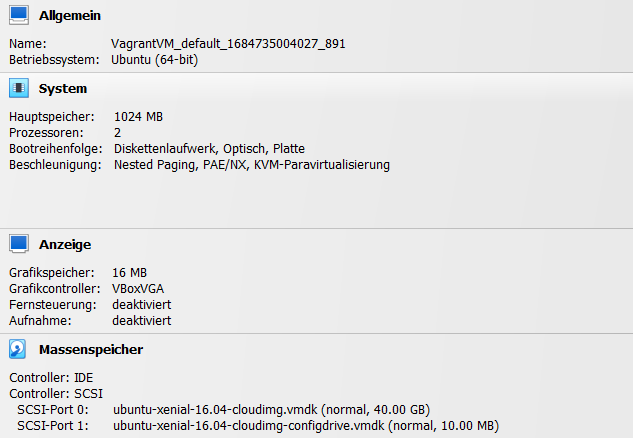 Allgemein
Name: VagrantVM_default_1684735004027_891
Betriebssystem: Ubuntu (64-bit)
System
Hauptspeicher: 1024 MB
Prozessoren: 2
Bootreihenfolge: Diskettenlaufwerk, Optisch, Platte
Beschleunigung: Nested Paging, PAE/NX, KVM-Paravirtualisierung
Anzeige
Grafikspeicher: 16 MB
Grafikcontroller: VBoxVGA
Fernsteuerung: deaktiviert
Aufnahme: deaktiviert
Massenspeicher
Controller: IDE
Controller: SCSI
SCSI-Port 0: ubuntu-xenial-16.04-cloudimg.vmdk (normal, 40.00 GB)
SCSI-Port 1: ubuntu-xenial-16.04-cloudimg-configdrive.vmdk (normal, 10.00 MB)